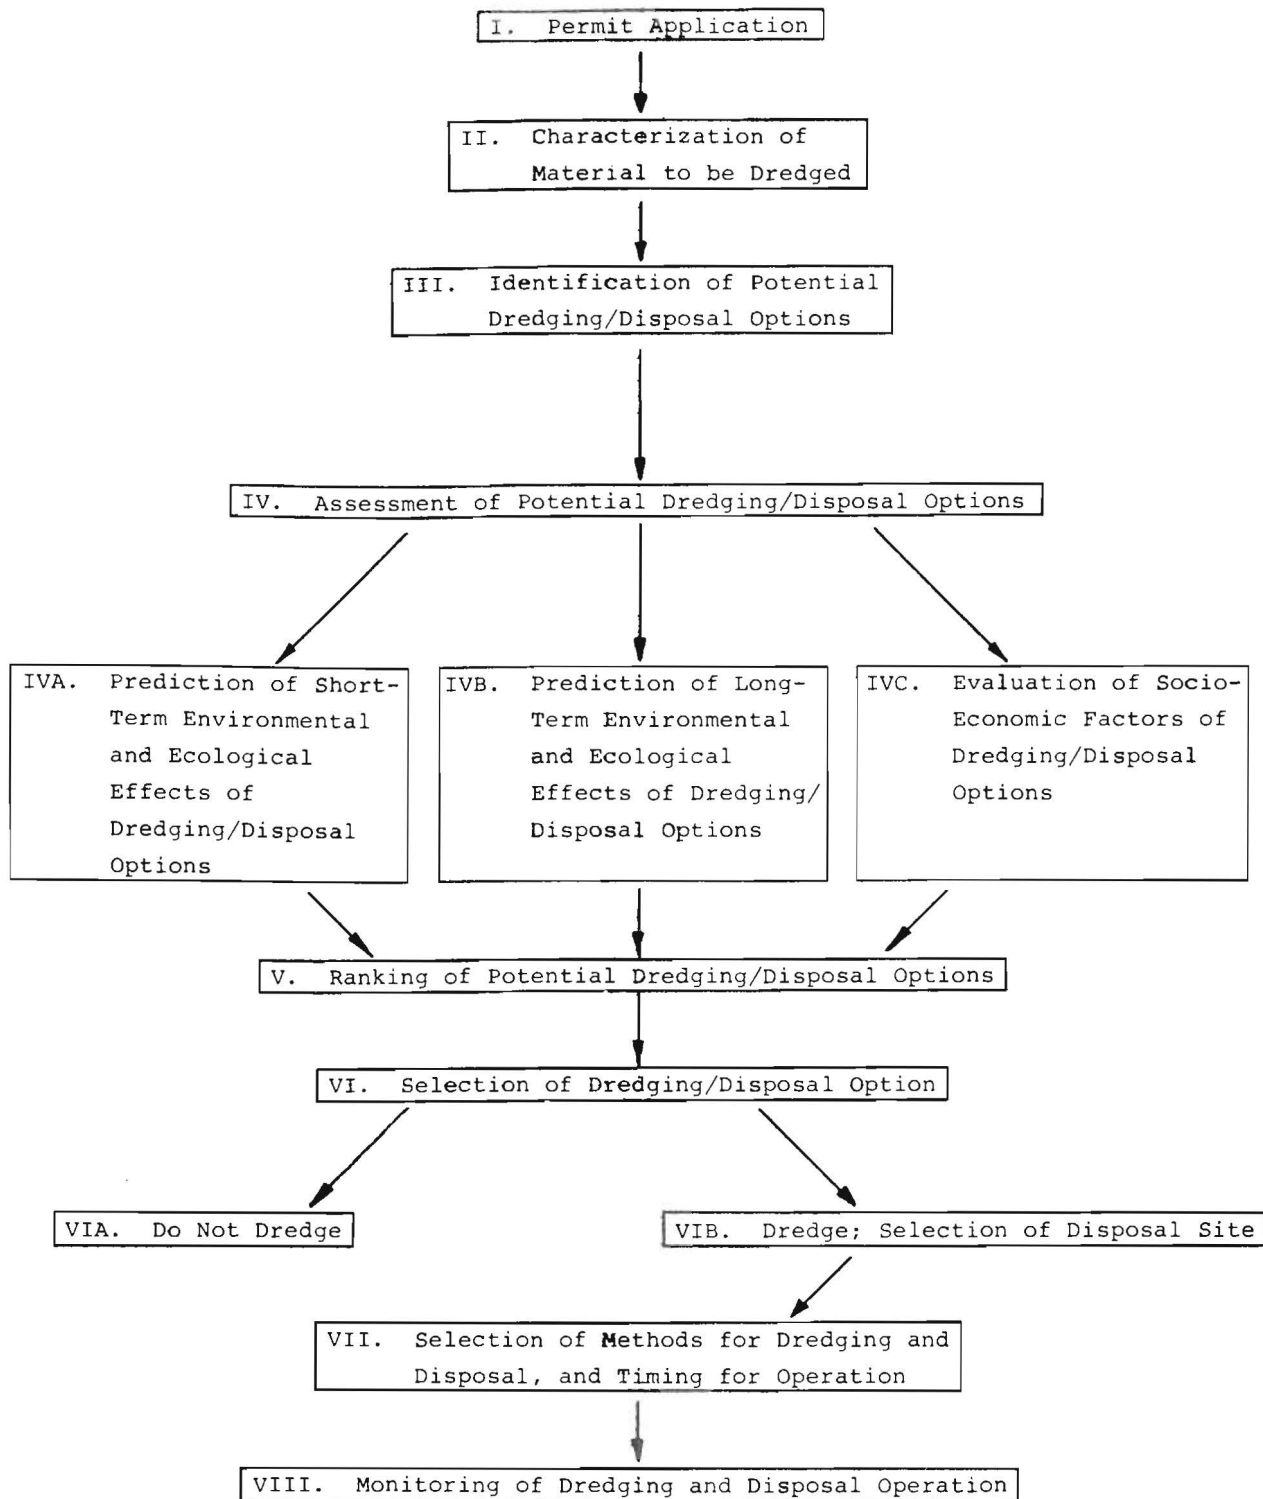 I. Permit Application
II. Characterization of
Material to be Dredged
III. Identification of Potential
Dredging/Disposal Options
IV. Assessment of Potential Dredging/Disposal Options
IVA. Prediction of Short-
Term Environmental
and Ecological
Effects of
Dredging/Disposal
Options
IVB. Prediction of Long-
Term Environmental
and Ecological
Effects of Dredging/
Disposal Options
IVC. Evaluation of Socio-
Economic Factors of
Dredging/Disposal
Options
V. Ranking of Potential Dredging/Disposal Options
VI. Selection of Dredging/Disposal Option
VIA. Do Not Dredge
VIB. Dredge; Selection of Disposal Site
VII. Selection of Methods for Dredging and
Disposal, and Timing for Operation
VIII. Monitoring of Dredging and Disposal Operation